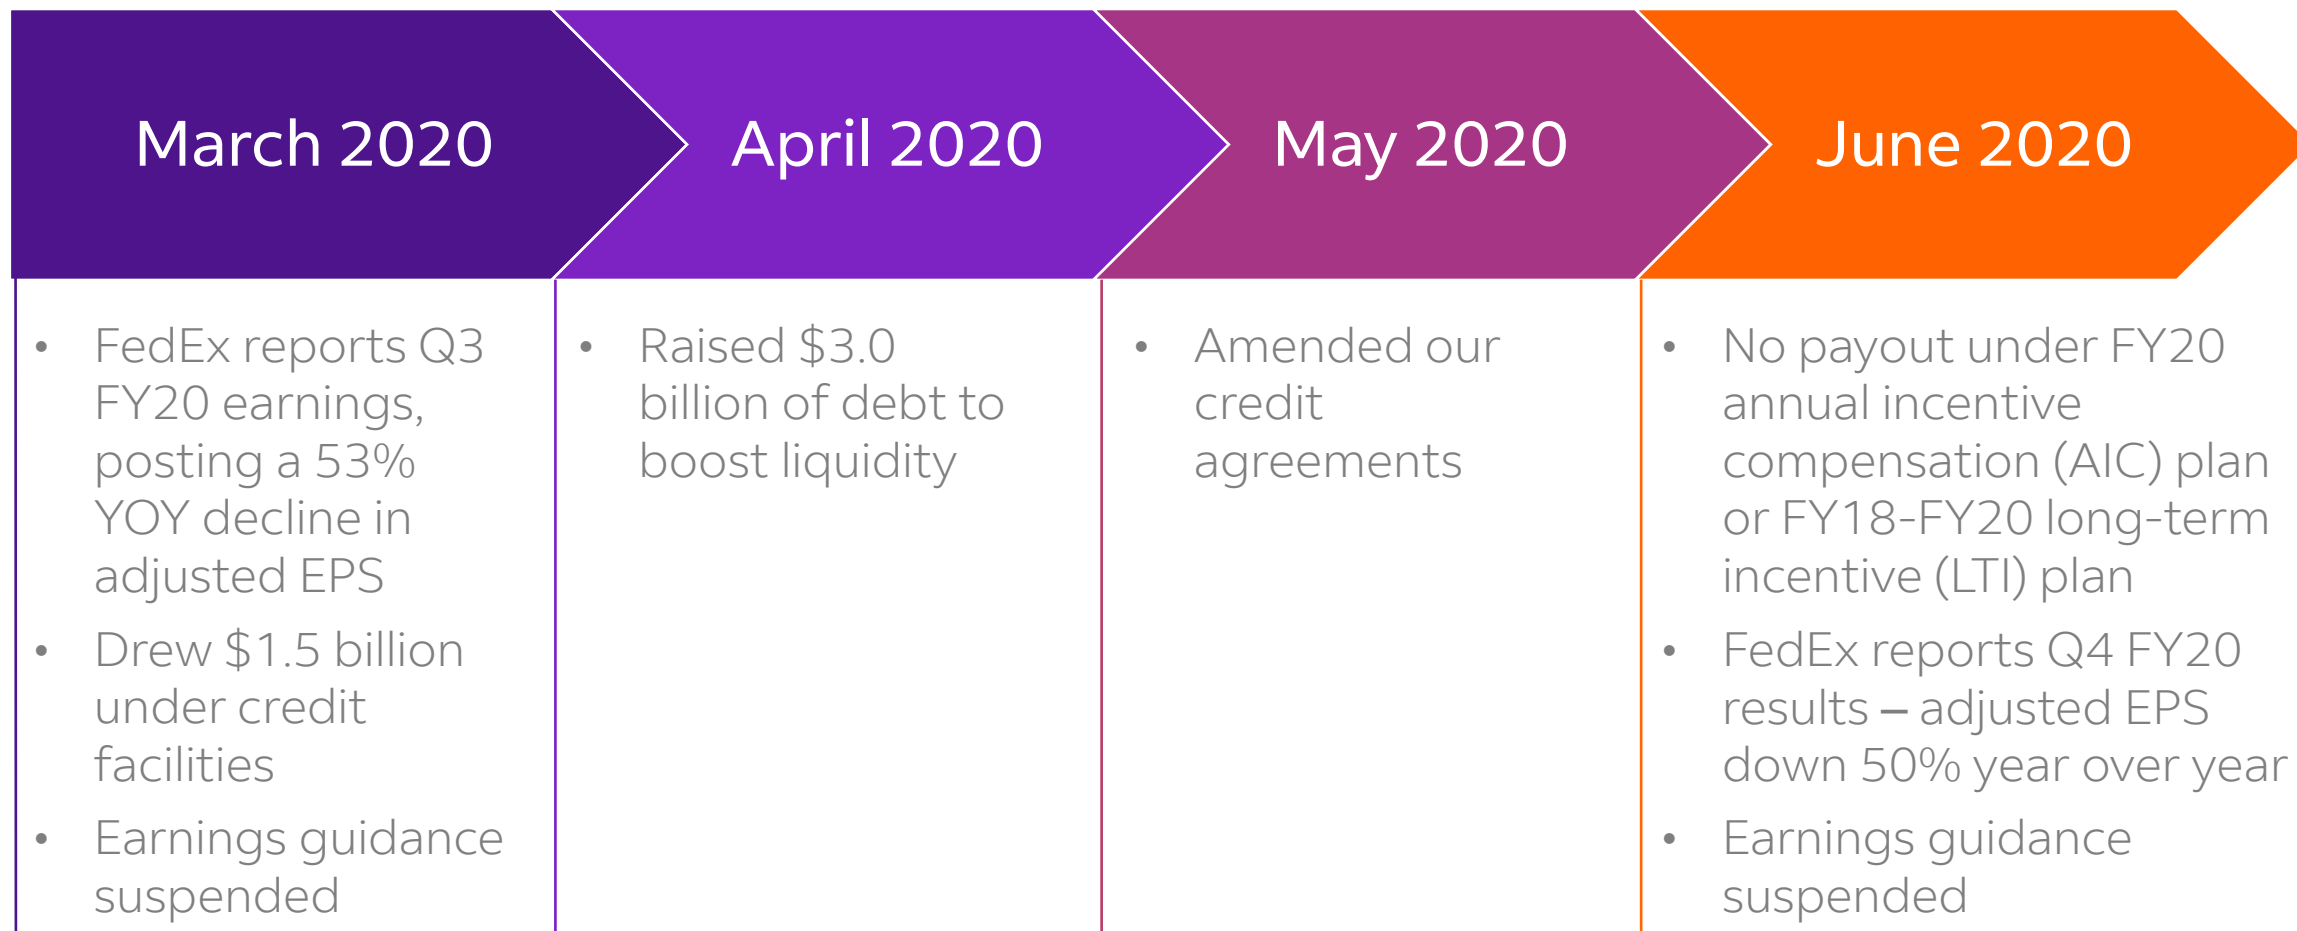 March 2020
• FedEx reports Q3
FY20 earnings,
posting a 53%
YOY decline in
adjusted EPS
• Drew $1.5 billion
under credit
facilities
• Earnings guidance
suspended
April 2020
• Raised $3.0
billion of debt to
boost liquidity
May 2020
• Amended our
credit
agreements
June 2020
• No payout under FY20
annual incentive
compensation (AIC) plan
or FY18-FY20 long-term
incentive (LTI) plan
• FedEx reports Q4 FY20
results – adjusted EPS
down 50% year over year
• Earnings guidance
suspended